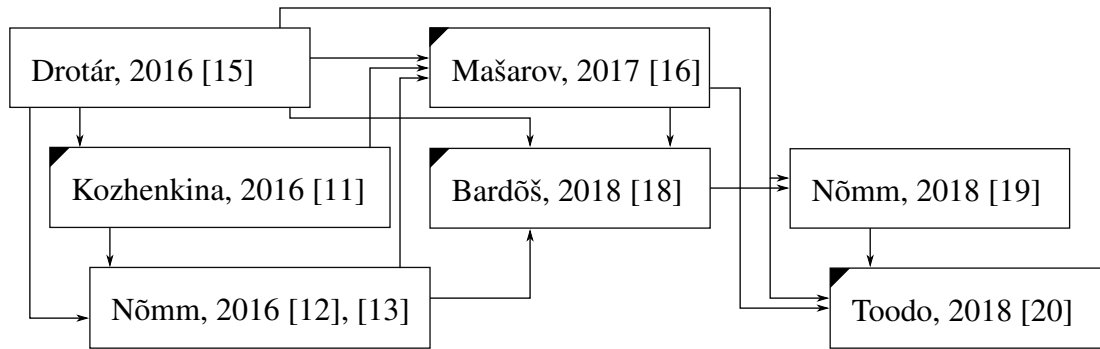 Drotár, 2016 [15]
Mašarov, 2017 [16]
Kozhenkina, 2016 [11]
Bardõš, 2018 [18]
Nõmm, 2018 [19]
Nõmm, 2016 [12], [13]
Toodo, 2018 [20]